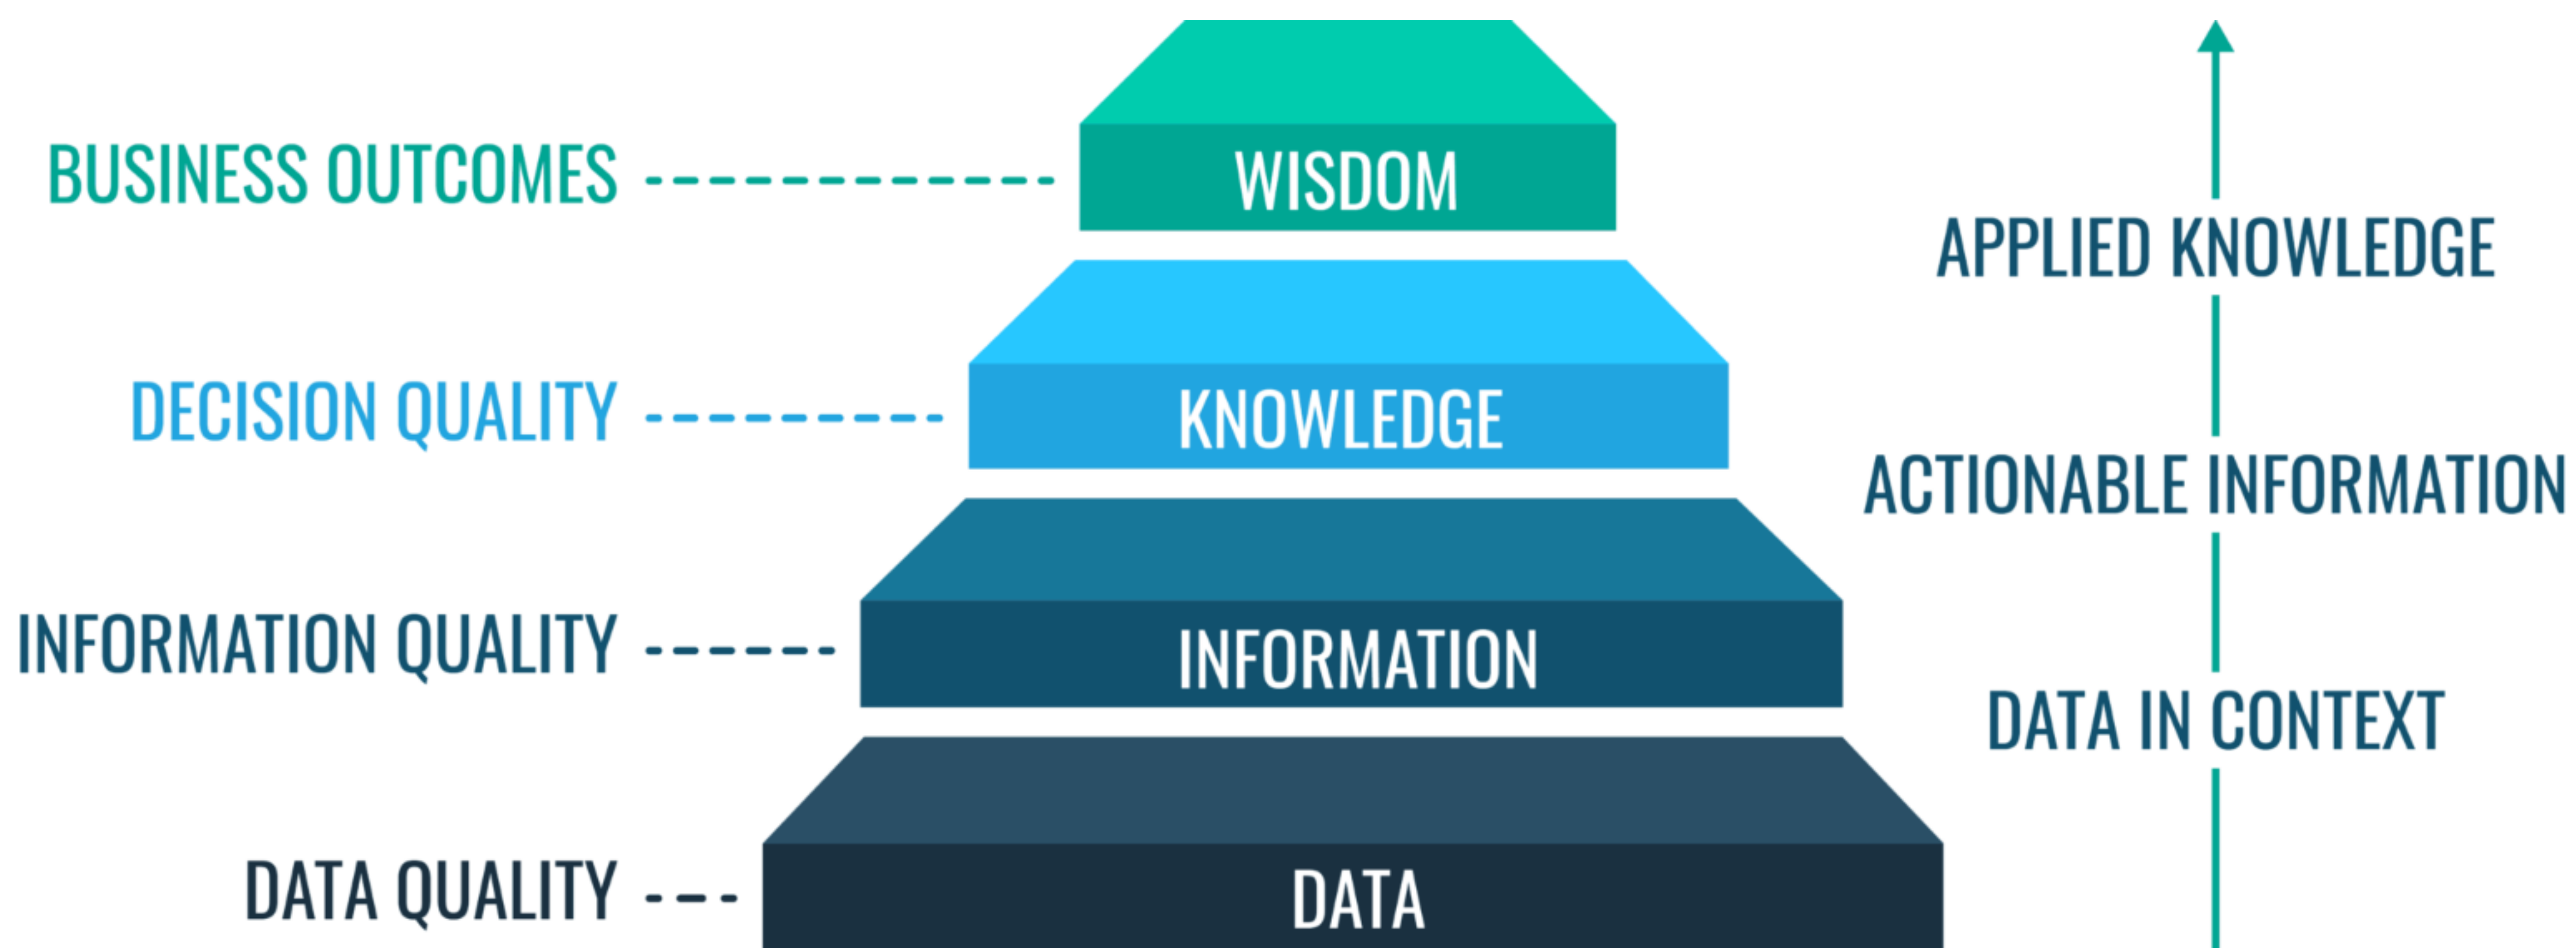 BUSINESS OUTCOMES
WISDOM
APPLIED KNOWLEDGE
DECISION QUALITY
KNOWLEDGE
ACTIONABLE INFORMATION
INFORMATION QUALITY
INFORMATION
DATA IN CONTEXT
DATA QUALITY
DATA